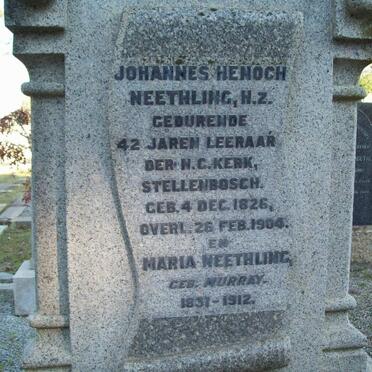 JOHANNES HENOCH
NEETHLING, H.Z.
GEDURENDE
42 JAREN LEERAAR
DER N.G. KERK,
STELLENBOSCH.
GEB. 4 DEC. 1826,
OVERL. 26 FEB. 1904.
EN
MARIA NEETHLING,
GEB. MURRAY.
1831-1912.